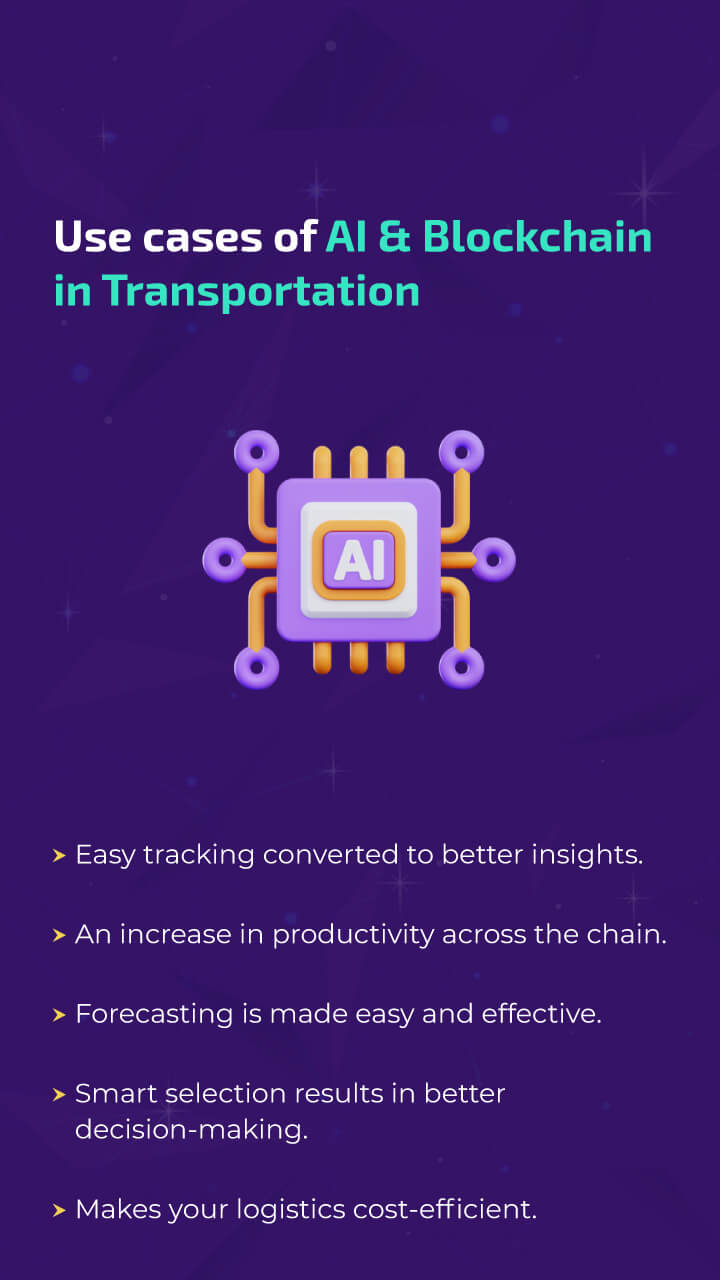 Use cases of AI & Blockchain
in Transportation
AI
Easy tracking converted to better insights.
An increase in productivity across the chain.
Forecasting is made easy and effective.
Smart selection results in better
decision-making.
Makes your logistics cost-efficient.